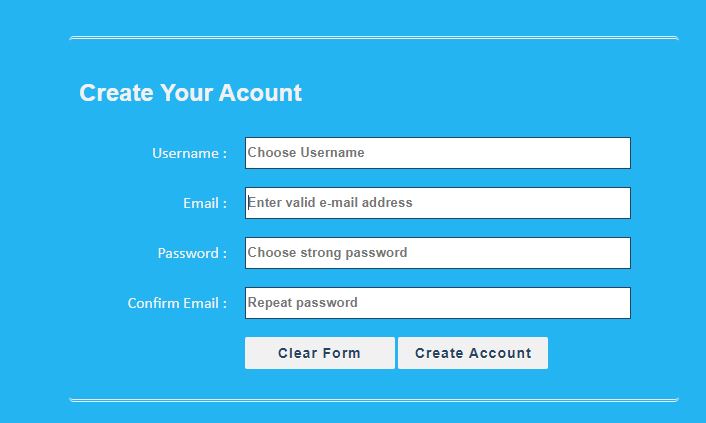 Create Your Acount
Username : Choose Username
Email : Enter valid e-mail address
Password : Choose strong password
Confirm Email : Repeat password
Clear Form Create Account